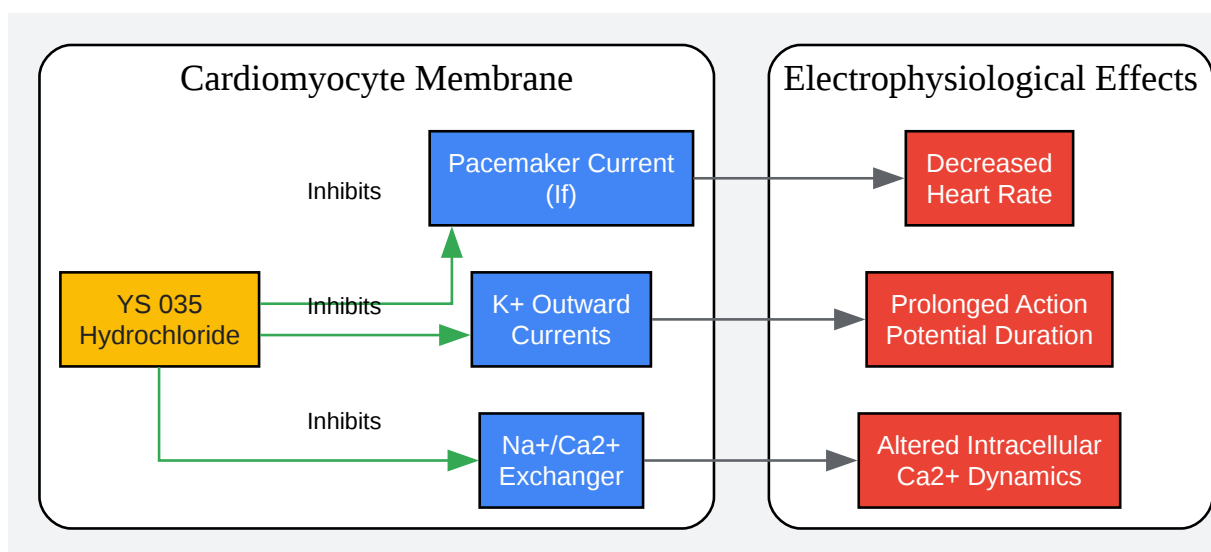 Cardiomyocyte Membrane
Electrophysiological Effects
Inhibits
Pacemaker Current
(If)
Decreased
Heart Rate
YS 035
Hydrochloride
Inhibits
K+ Outward
Currents
Prolonged Action
Potential Duration
Inhibits
Na+/Ca2+
Exchanger
Altered Intracellular
Ca2+ Dynamics